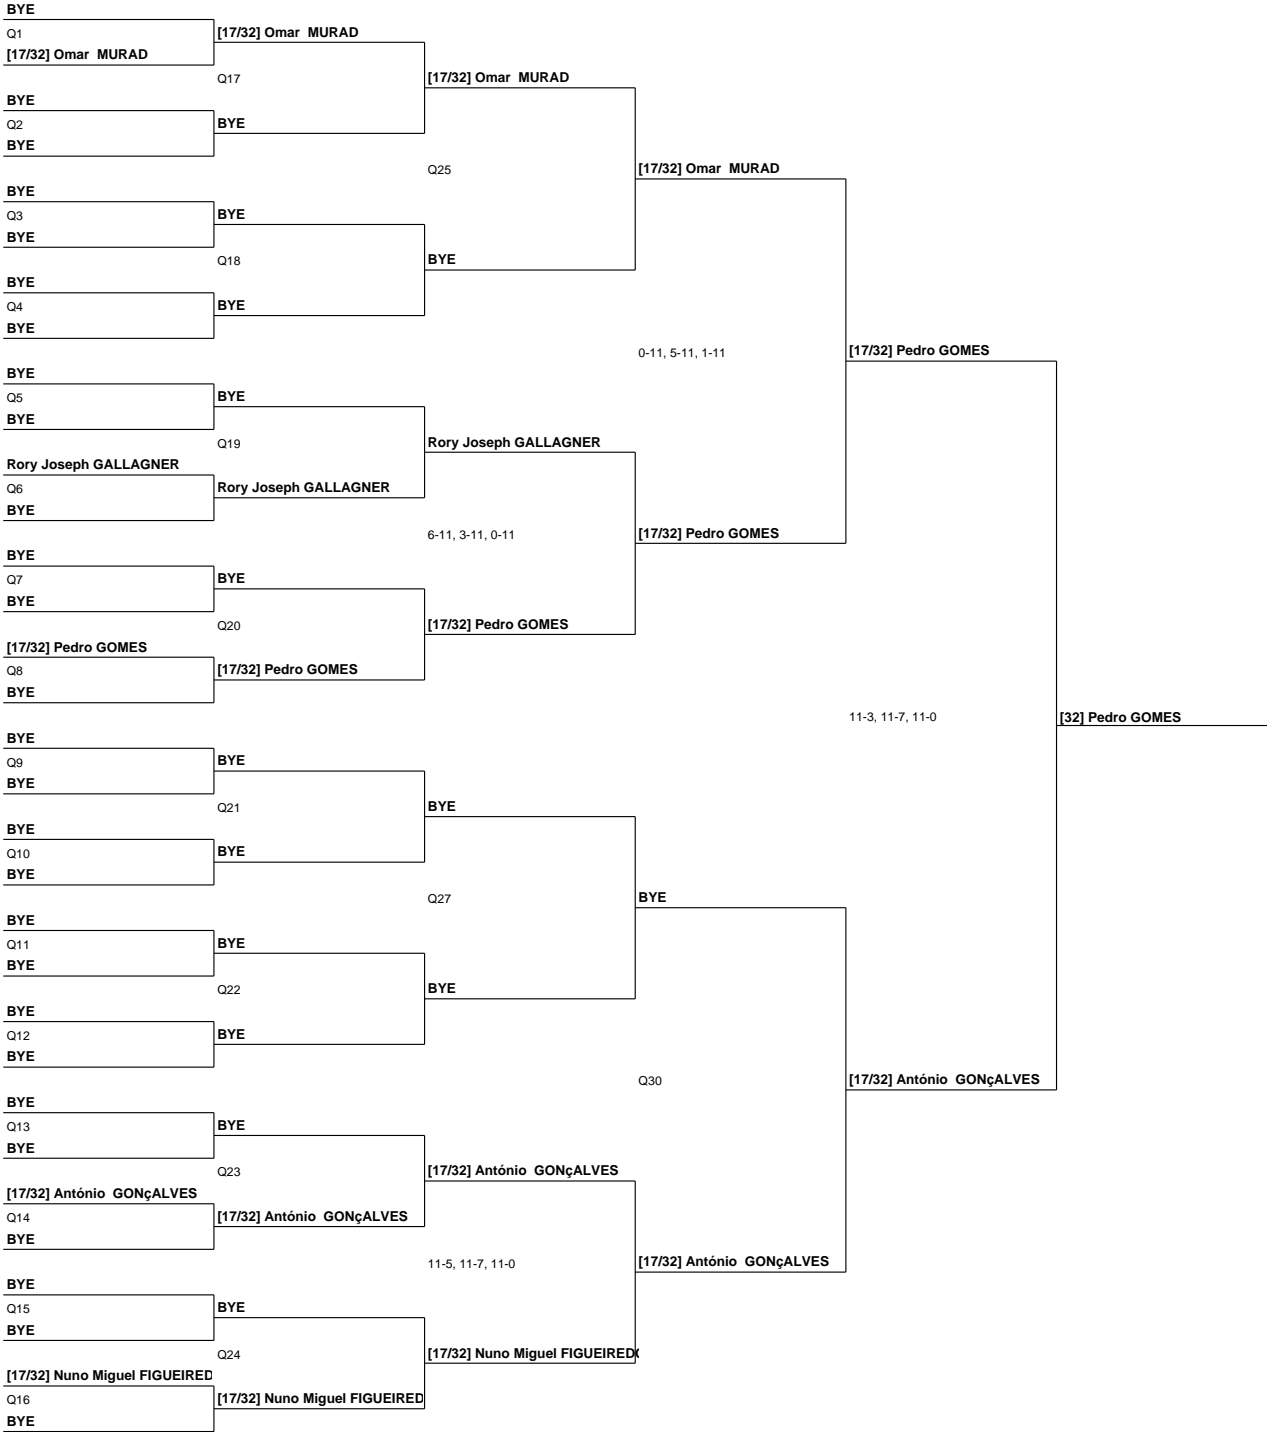 BYE
Q1
[17/32] Omar  MURAD
[17/32] Omar  MURAD
Q17
[17/32] Omar  MURAD
BYE
Q2
BYE
BYE
Q25
[17/32] Omar  MURAD
BYE
Q3
BYE
BYE
Q18
BYE
BYE
Q4
BYE
BYE
0-11, 5-11, 1-11
[17/32] Pedro GOMES
BYE
Q5
BYE
BYE
Q19
Rory Joseph GALLAGNER
Rory Joseph GALLAGNER
Q6
BYE
Rory Joseph GALLAGNER
6-11, 3-11, 0-11
[17/32] Pedro GOMES
BYE
Q7
BYE
BYE
Q20
[17/32] Pedro GOMES
[17/32] Pedro GOMES
Q8
BYE
[17/32] Pedro GOMES
11-3, 11-7, 11-0
[32] Pedro GOMES
BYE
Q9
BYE
BYE
Q21
BYE
BYE
Q10
BYE
BYE
Q27
BYE
BYE
Q11
BYE
BYE
Q22
BYE
BYE
Q12
BYE
BYE
Q30
[17/32] António  GONçALVES
BYE
Q13
BYE
BYE
Q23
[17/32] António  GONçALVES
[17/32] António  GONçALVES
Q14
BYE
[17/32] António  GONçALVES
11-5, 11-7, 11-0
[17/32] António  GONçALVES
BYE
Q15
BYE
BYE
Q24
[17/32] Nuno Miguel FIGUEIREDO
[17/32] Nuno Miguel FIGUEIRED
Q16
BYE
[17/32] Nuno Miguel FIGUEIRED